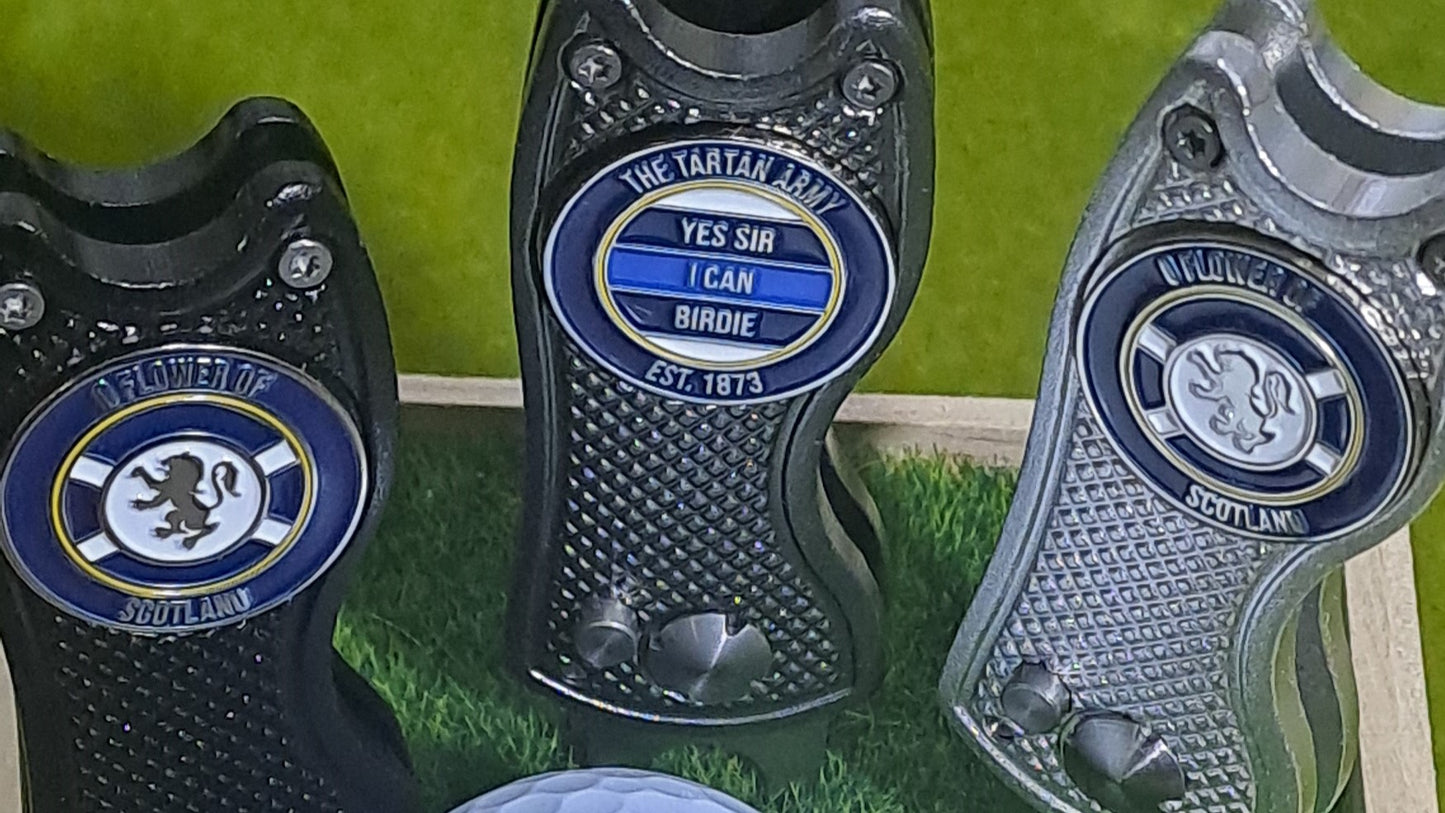 THE TARTAN ARMY
YES SIR
I CAN
BIRDIE
EST. 1873
O FLOWER OF
SCOTLAND
O FLOWER OF
SCOTLAND